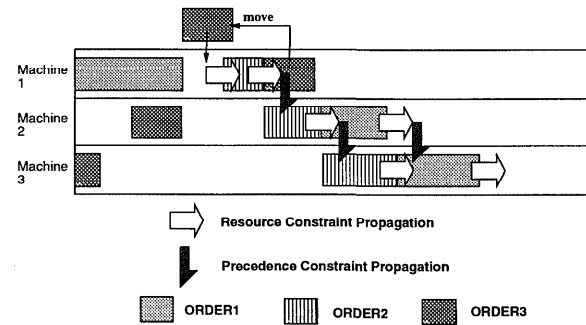 move
Machine
1
Machine
2
Machine
3
Resource Constraint Propagation
Precedence Constraint Propagation
ORDER1
ORDER2
ORDER3